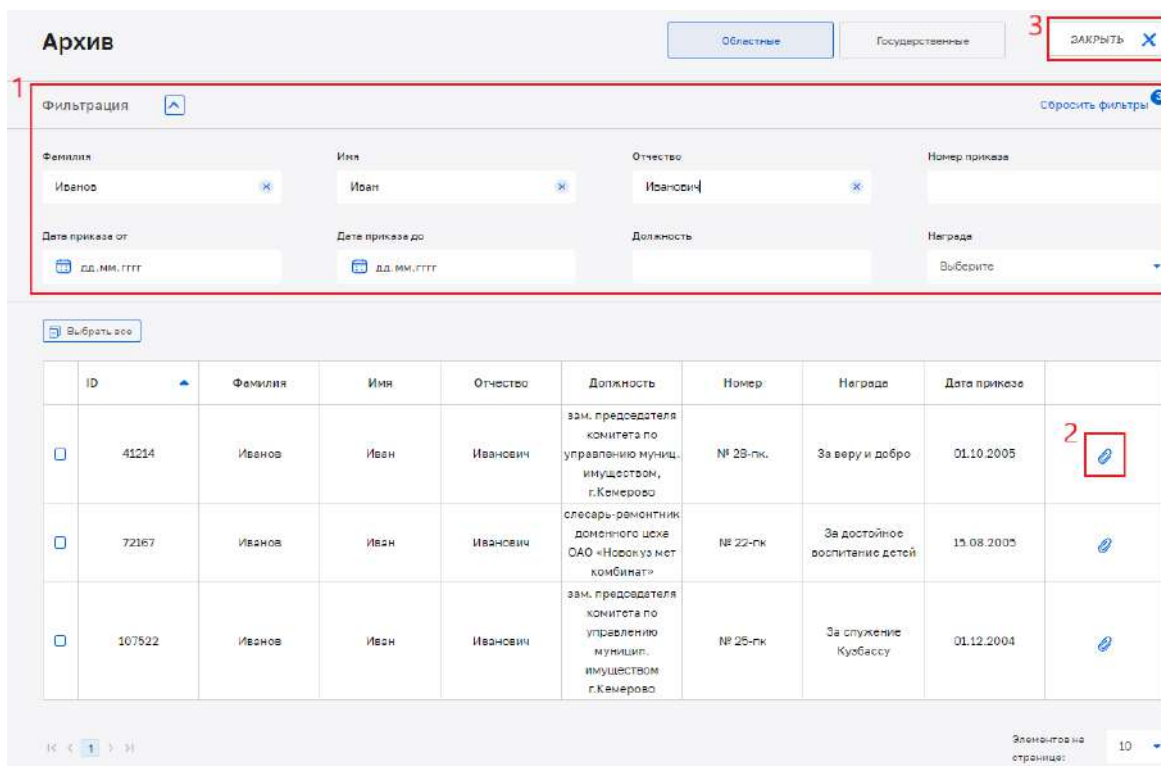 Архив
Областные
Государственные
3
ЗАКРЫТЬ
1
Фильтрация
Сбросить фильтры
3
Фамилия
Имя
Отчество
Номер приказа
Иванов
Иван
Иванович
Дата приказа от
Дата приказа до
Должность
Награда
дд.мм.гггг
дд.мм.гггг
Выберите
Выбрать все
ID
Фамилия
Имя
Отчество
Должность
Номер
Награда
Дата приказа
41214
Иванов
Иван
Иванович
зам. председателя
комитета по
управлению муниц.
имуществом,
г.Кемерово
№ 28-пк.
За веру и добро
01.10.2005
2
72167
Иванов
Иван
Иванович
слесарь-ремонтник
доменного цеха
ОАО «Новокуз мет
комбинат»
№ 22-пк
За достойное
воспитание детей
15.08.2005
107522
Иванов
Иван
Иванович
зам. председателя
комитета по
управлению
муницип.
имуществом
г.Кемерово
№ 25-пк
За служение
Кузбассу
01.12.2004
1
Элементов на
странице:
10